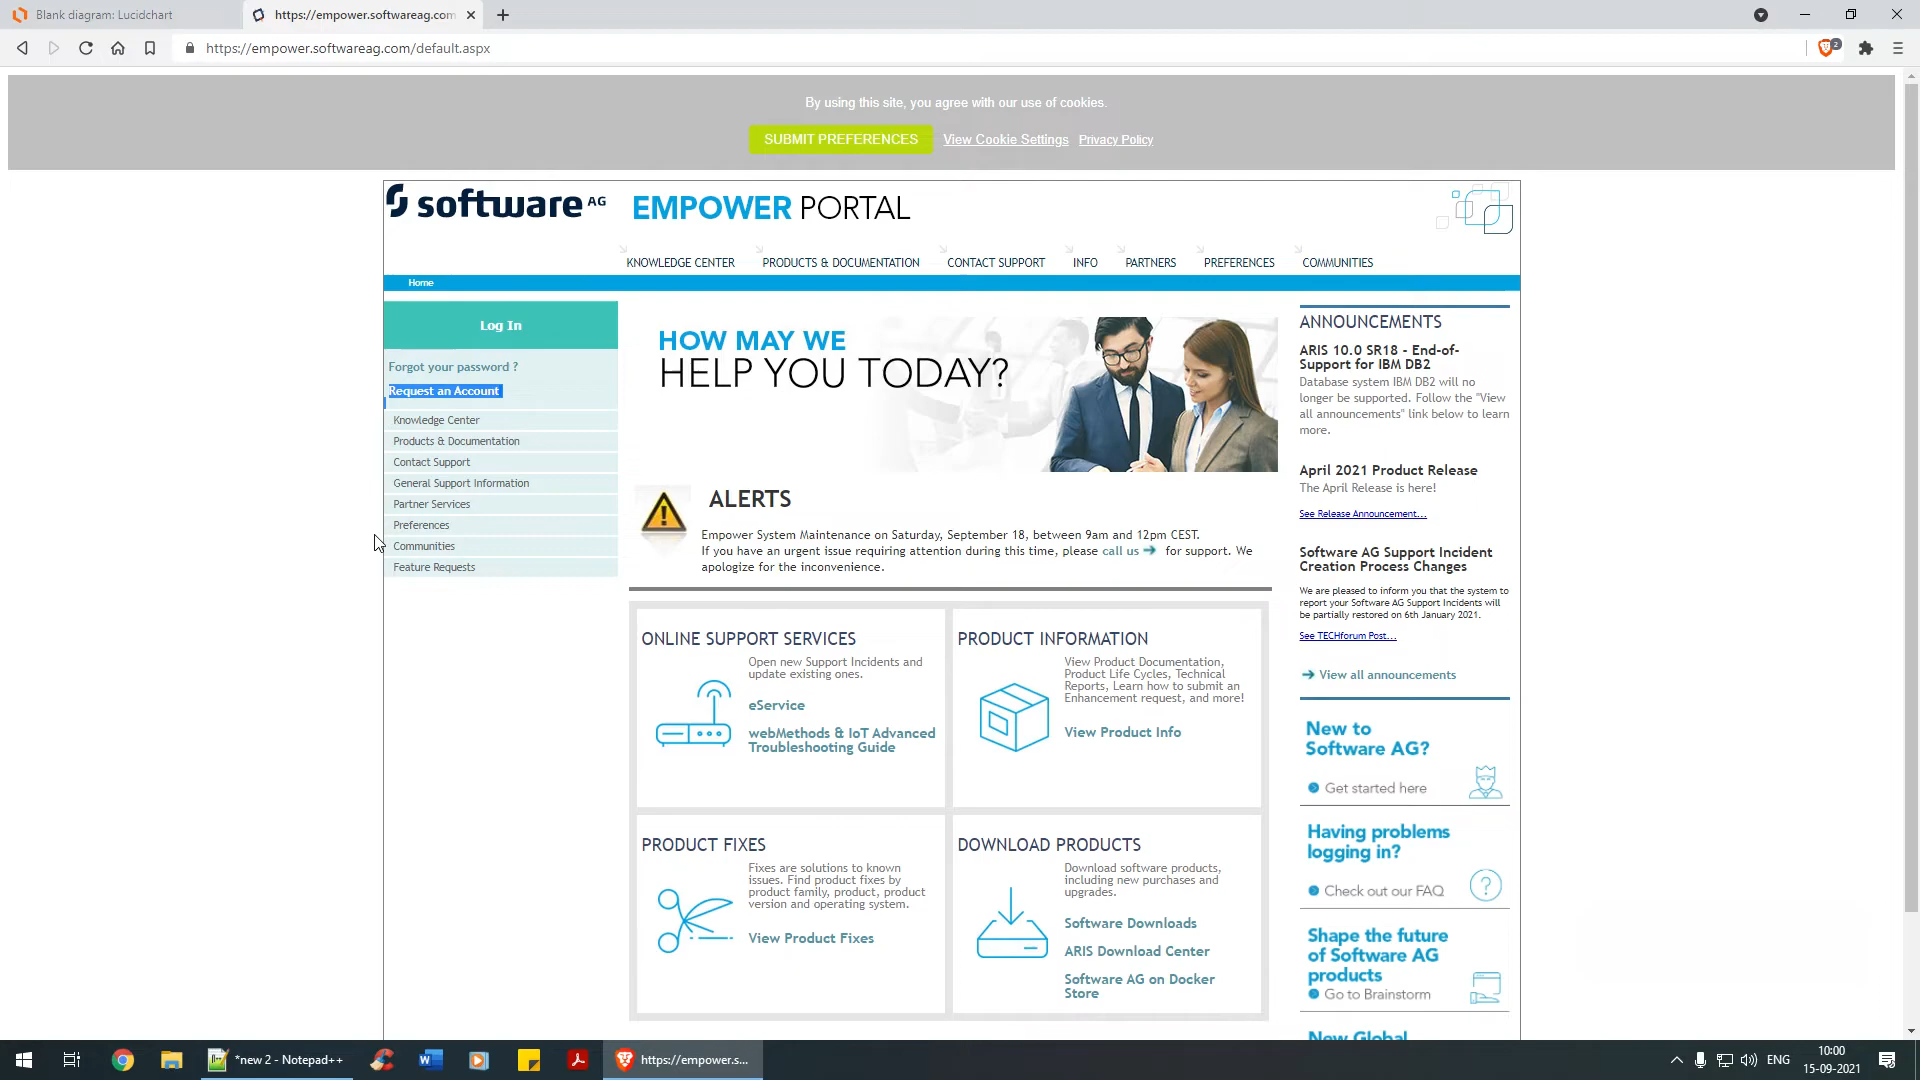 Blank diagram: Lucidchart
https://empower.softwareag.com
https://empower.softwareag.com/default.aspx
2
By using this site, you agree with our use of cookies.
SUBMIT PREFERENCES View Cookie Settings Privacy Policy
software AG EMPOWER PORTAL
KNOWLEDGE CENTER PRODUCTS & DOCUMENTATION CONTACT SUPPORT INFO PARTNERS PREFERENCES COMMUNITIES
Home
Log In
Forgot your password ?
Request an Account
Knowledge Center
Products & Documentation
Contact Support
General Support Information
Partner Services
Preferences
Communities
Feature Requests
HOW MAY WE
HELP YOU TODAY?
ALERTS
Empower System Maintenance on Saturday, September 18, between 9am and 12pm CEST.
If you have an urgent issue requiring attention during this time, please call us for support. We
apologize for the inconvenience.
ONLINE SUPPORT SERVICES
Open new Support Incidents and
update existing ones.
eService
webMethods & IoT Advanced
Troubleshooting Guide
PRODUCT INFORMATION
View Product Documentation,
Product Life Cycles, Technical
Reports, Learn how to submit an
Enhancement request, and more!
View Product Info
PRODUCT FIXES
Fixes are solutions to known
issues. Find product fixes by
product family, product, product
version and operating system.
View Product Fixes
DOWNLOAD PRODUCTS
Download software products,
including new purchases and
upgrades.
Software Downloads
ARIS Download Center
Software AG on Docker
Store
ANNOUNCEMENTS
ARIS 10.0 SR18 - End-of-
Support for IBM DB2
Database system IBM DB2 will no
longer be supported. Follow the "View
all announcements" link below to learn
more.
April 2021 Product Release
The April Release is here!
See Release Announcement...
Software AG Support Incident
Creation Process Changes
We are pleased to inform you that the system to
report your Software AG Support Incidents will
be partially restored on 6th January 2021.
See TECHforum Post...
View all announcements
New to
Software AG?
Get started here
Having problems
logging in?
Check out our FAQ
?
Shape the future
of Software AG
products
Go to Brainstorm
New Global
*new 2 - Notepad++
https://empower.s...
ENG
10:00
15-09-2021